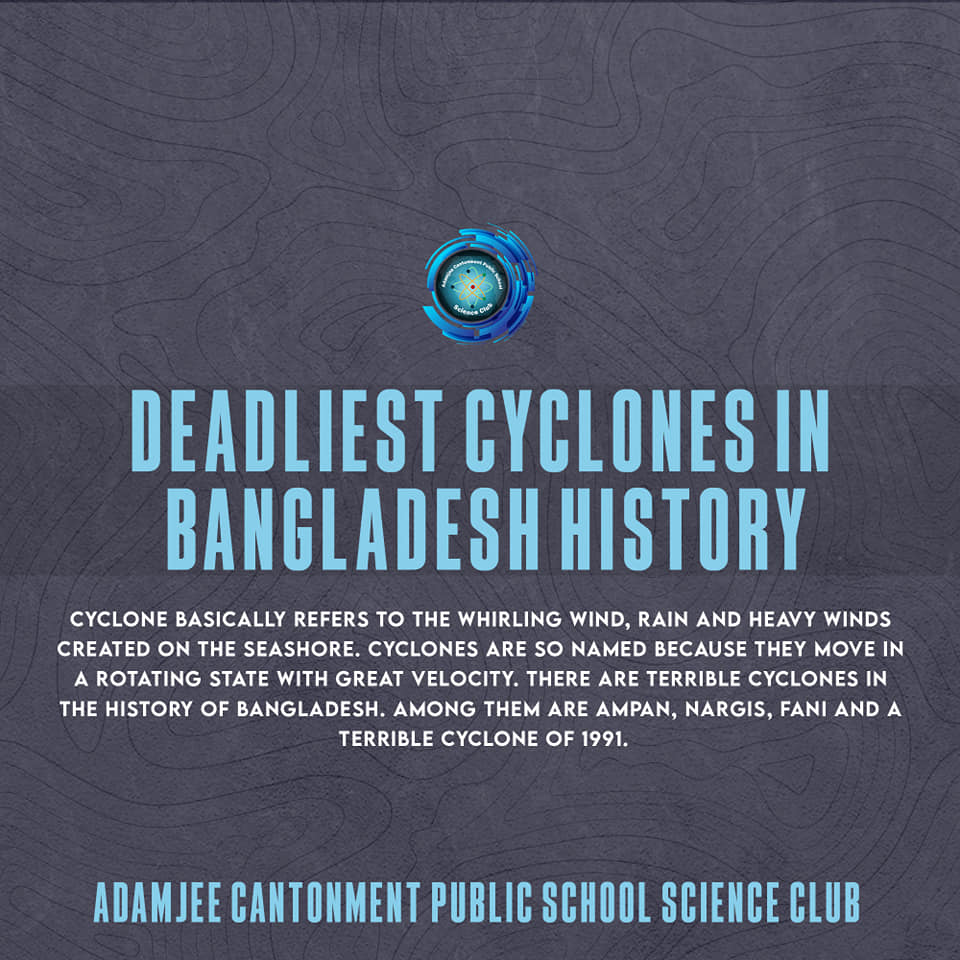 Adamjee Cantonment Public School
Science Club
DEADLIEST CYCLONES IN
BANGLADESH HISTORY
CYCLONE BASICALLY REFERS TO THE WHIRLING WIND, RAIN AND HEAVY WINDS
CREATED ON THE SEASHORE. CYCLONES ARE SO NAMED BECAUSE THEY MOVE IN
A ROTATING STATE WITH GREAT VELOCITY. THERE ARE TERRIBLE CYCLONES IN
THE HISTORY OF BANGLADESH. AMONG THEM ARE AMPAN, NARGIS, FANI AND A
TERRIBLE CYCLONE OF 1991.
ADAMJEE CANTONMENT PUBLIC SCHOOL SCIENCE CLUB